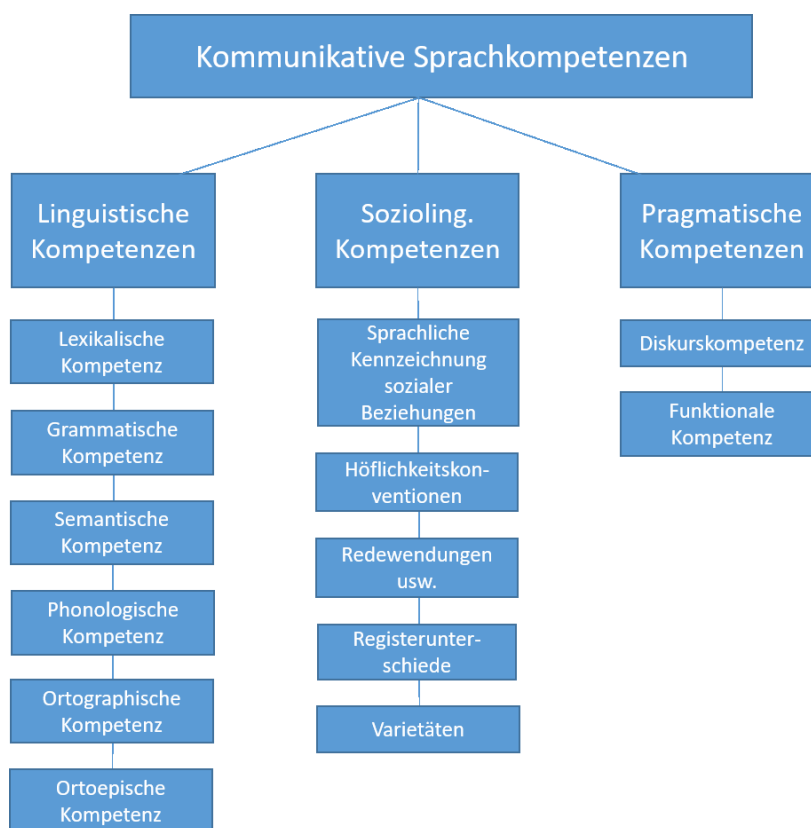 Kommunikative Sprachkompetenzen
Linguistische
Kompetenzen
Lexikalische
Kompetenz
Grammatische
Kompetenz
Semantische
Kompetenz
Phonologische
Kompetenz
Ortographische
Kompetenz
Ortoepische
Kompetenz
Sozioling.
Kompetenzen
Sprachliche
Kennzeichnung
sozialer
Beziehungen
Höflichkeitskon-
ventionen
Redewendungen
usw.
Registerunter-
schiede
Varietäten
Pragmatische
Kompetenzen
Diskurskompetenz
Funktionale
Kompetenz